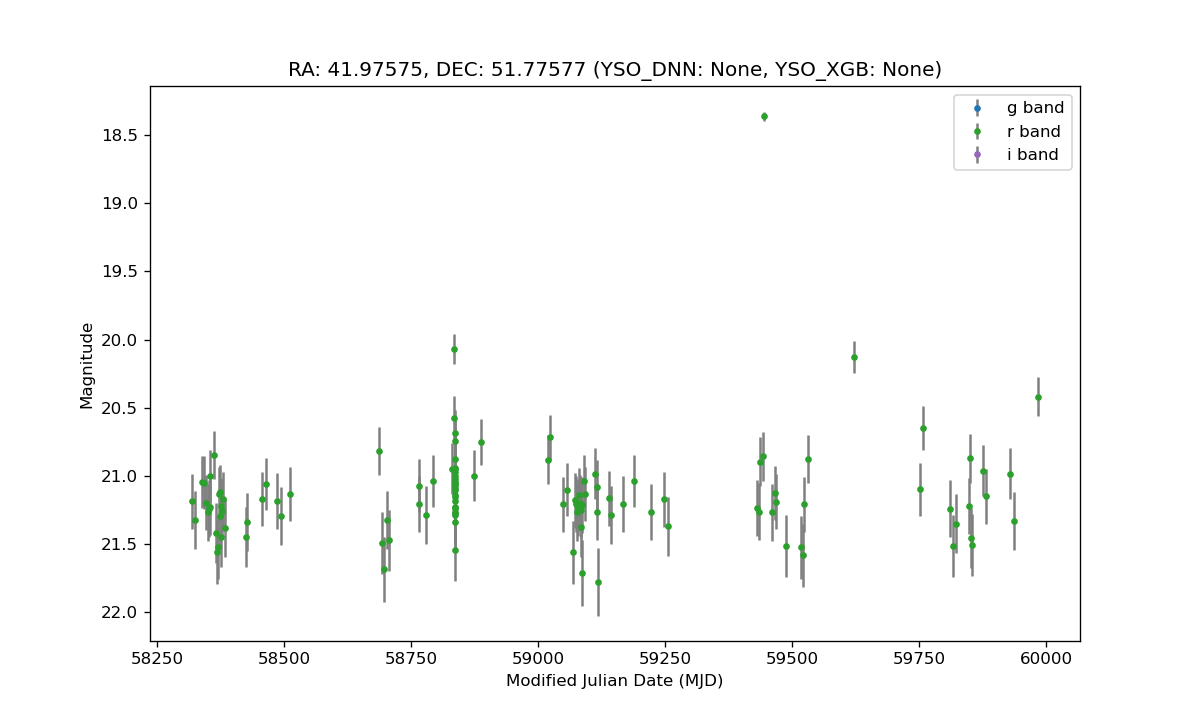 RA: 41.97575, DEC: 51.77577 (YSO_DNN: None, YSO_XGB: None)
g band
r band
i band
18.5
19.0
19.5
20.0
20.5
21.0
21.5
22.0
Magnitude
58250 58500 58750 59000 59250 59500 59750 60000
Modified Julian Date (MJD)